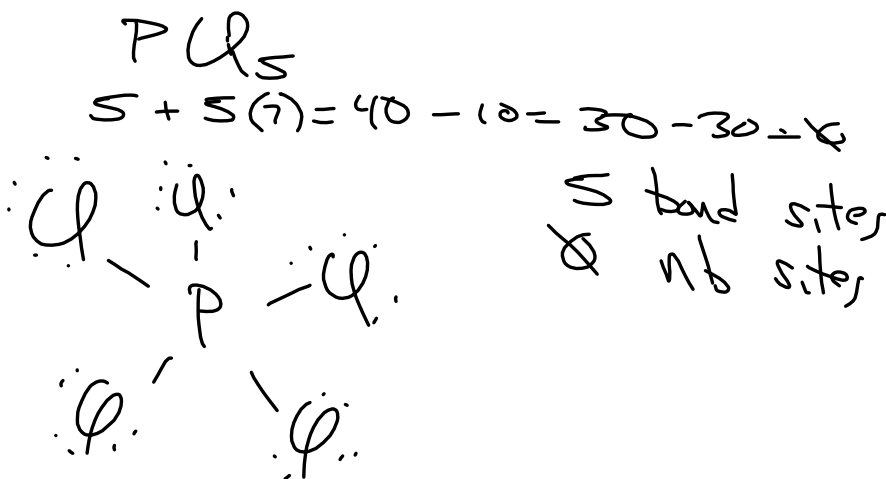 PCl5
5 + 5(7) = 40 - 10 = 30 - 30 = 0
5 bond sites
0 nb sites
Cl Cl
Cl
P
Cl Cl